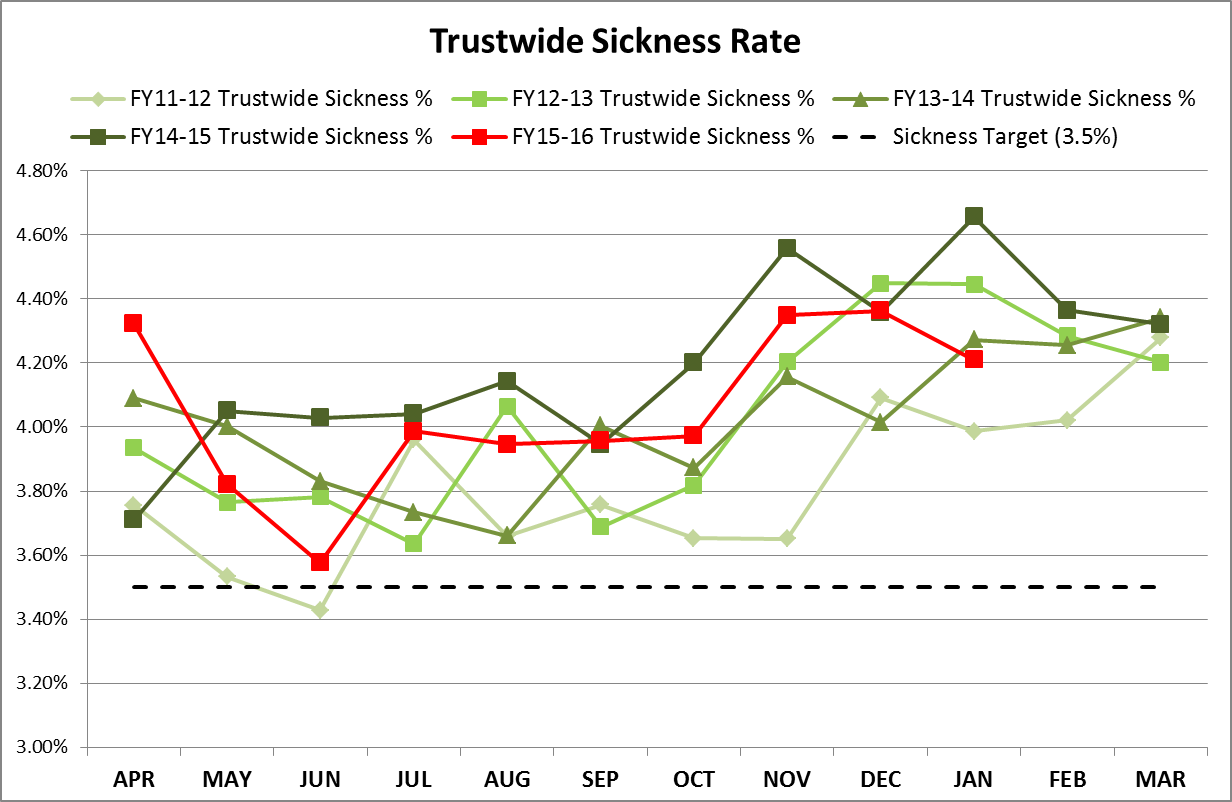 Trustwide Sickness Rate
FY11-12 Trustwide Sickness % FY12-13 Trustwide Sickness % FY13-14 Trustwide Sickness %
FY14-15 Trustwide Sickness % FY15-16 Trustwide Sickness % Sickness Target (3.5%)
4.80%
4.60%
4.40%
4.20%
4.00%
3.80%
3.60%
3.40%
3.20%
3.00%
APR MAY JUN JUL AUG SEP OCT NOV DEC JAN FEB MAR